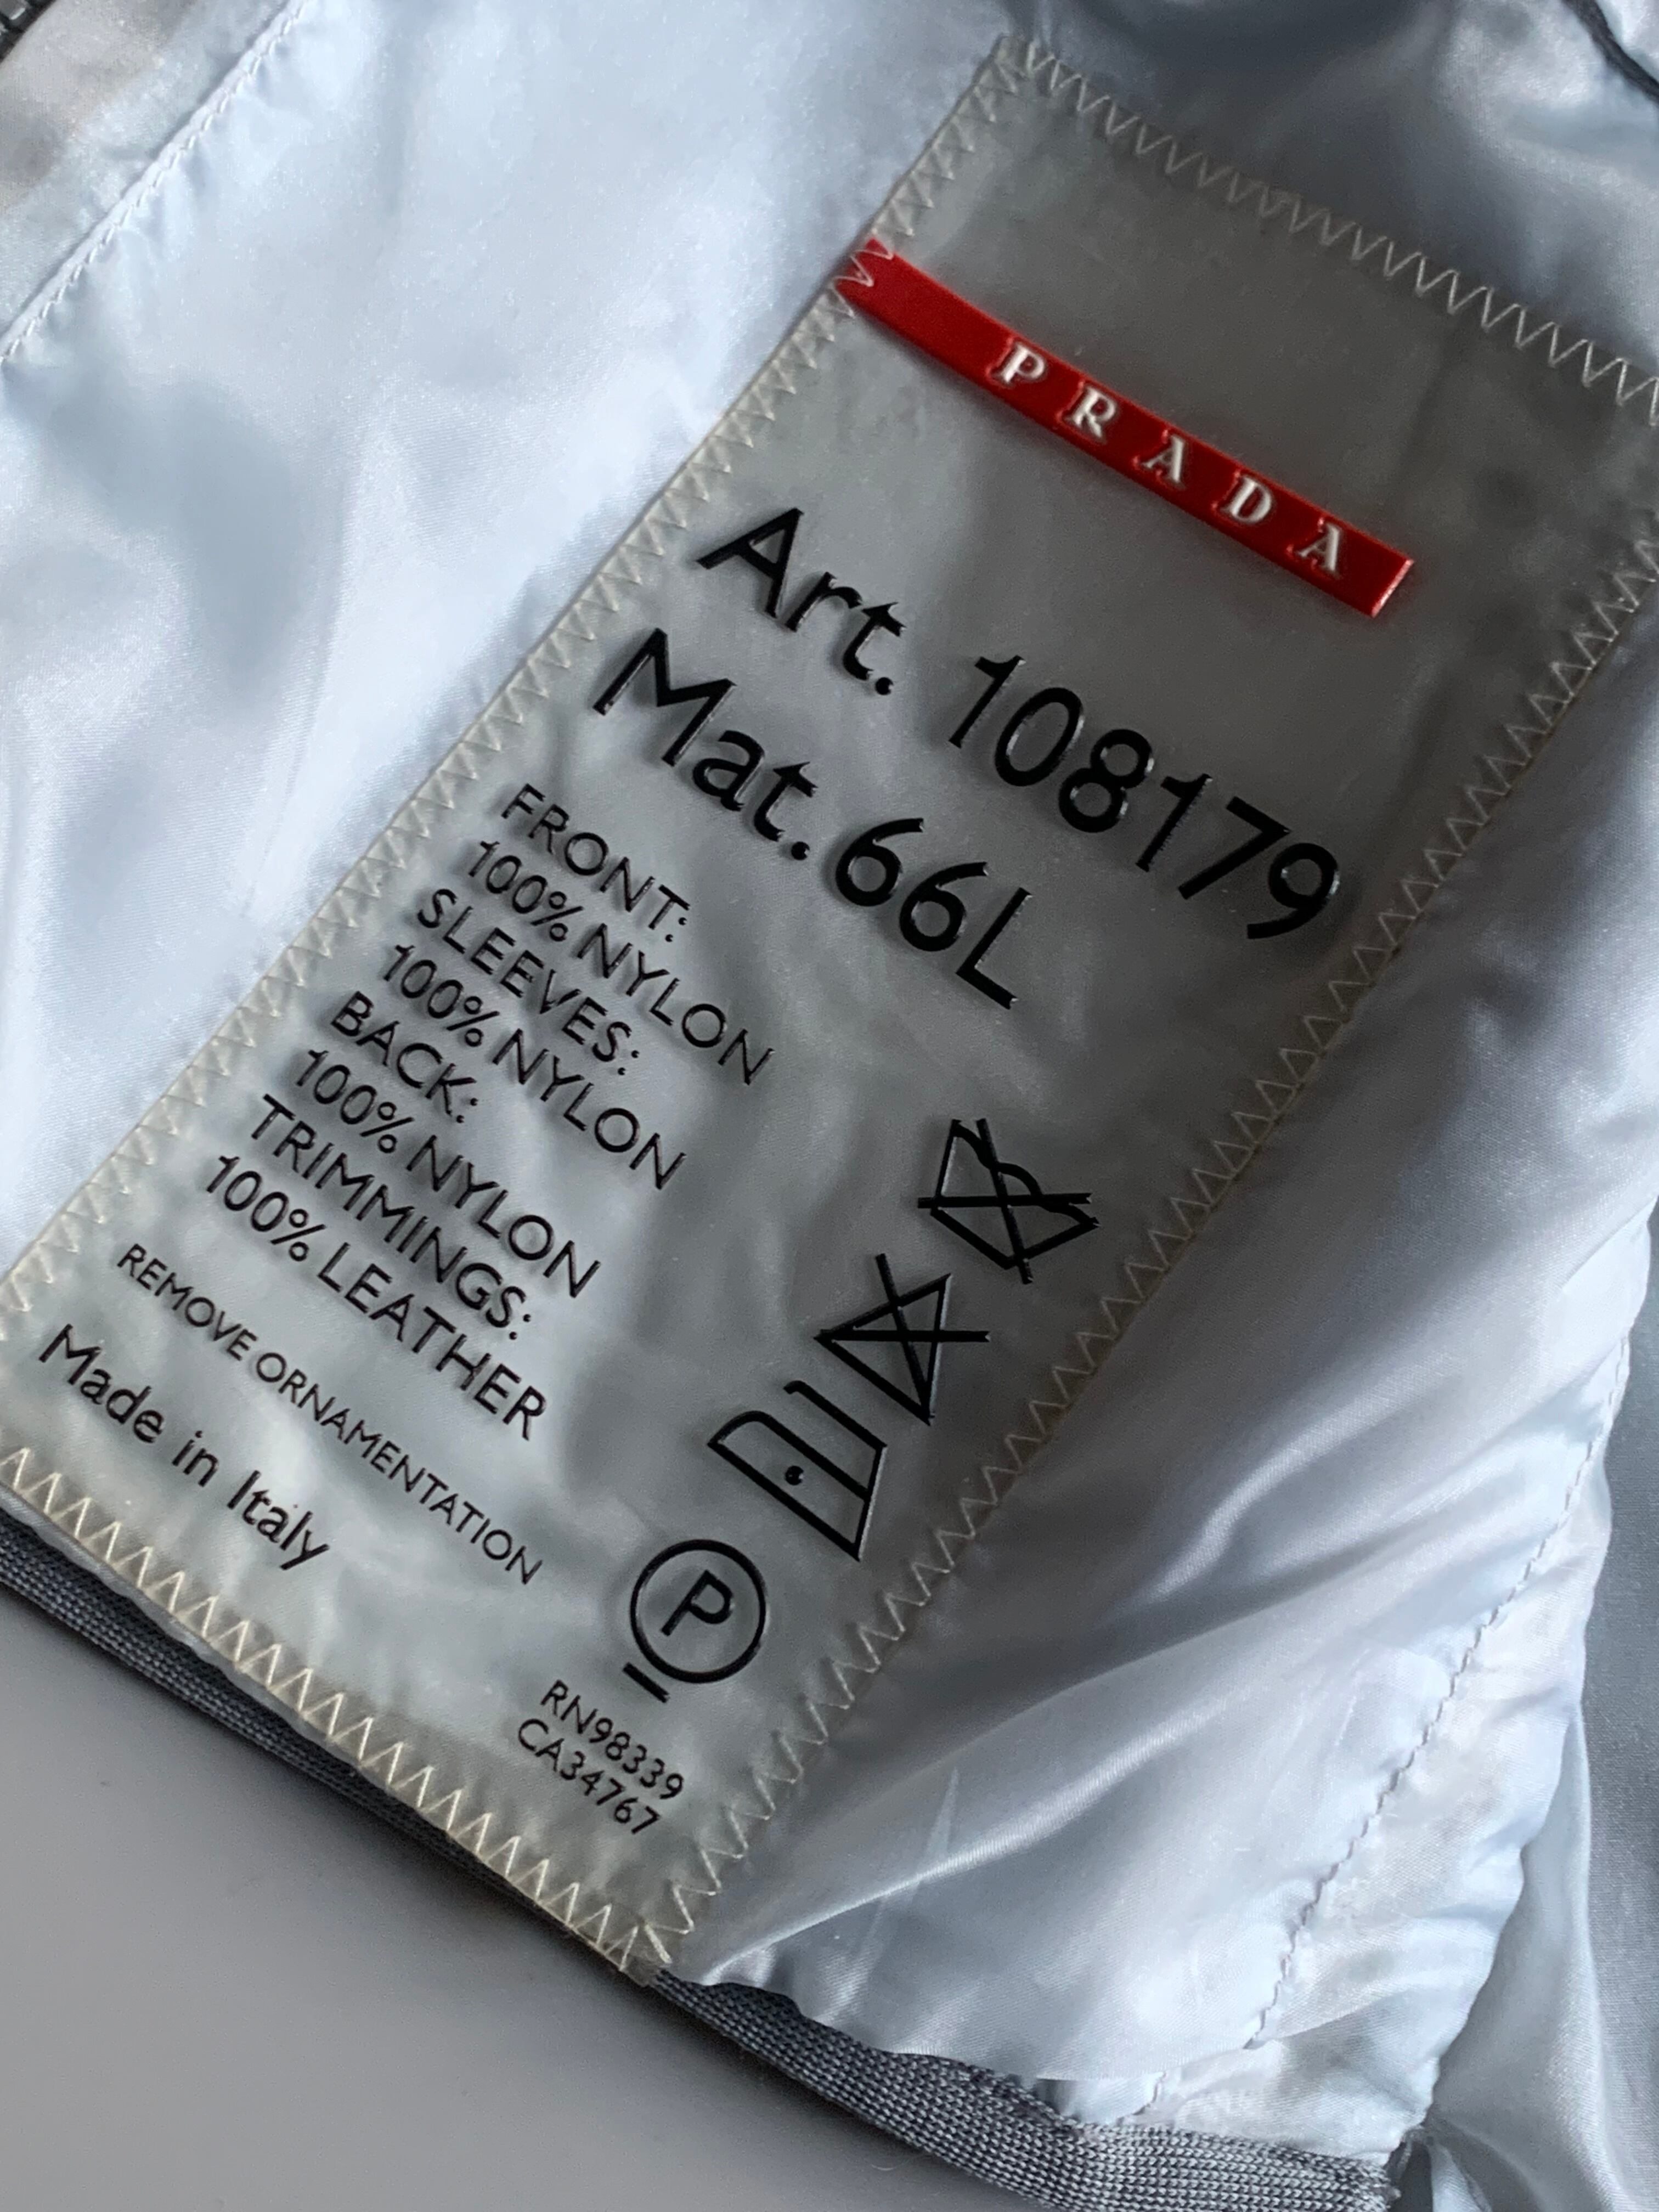 PRADA
Art. 108179
Mat. 66L
FRONT:
100% NYLON
SLEEVES:
100% NYLON
BACK:
100% NYLON
TRIMMINGS:
100% LEATHER
REMOVE ORNAMENTATION
Made in Italy
P
RN98339
CA34767